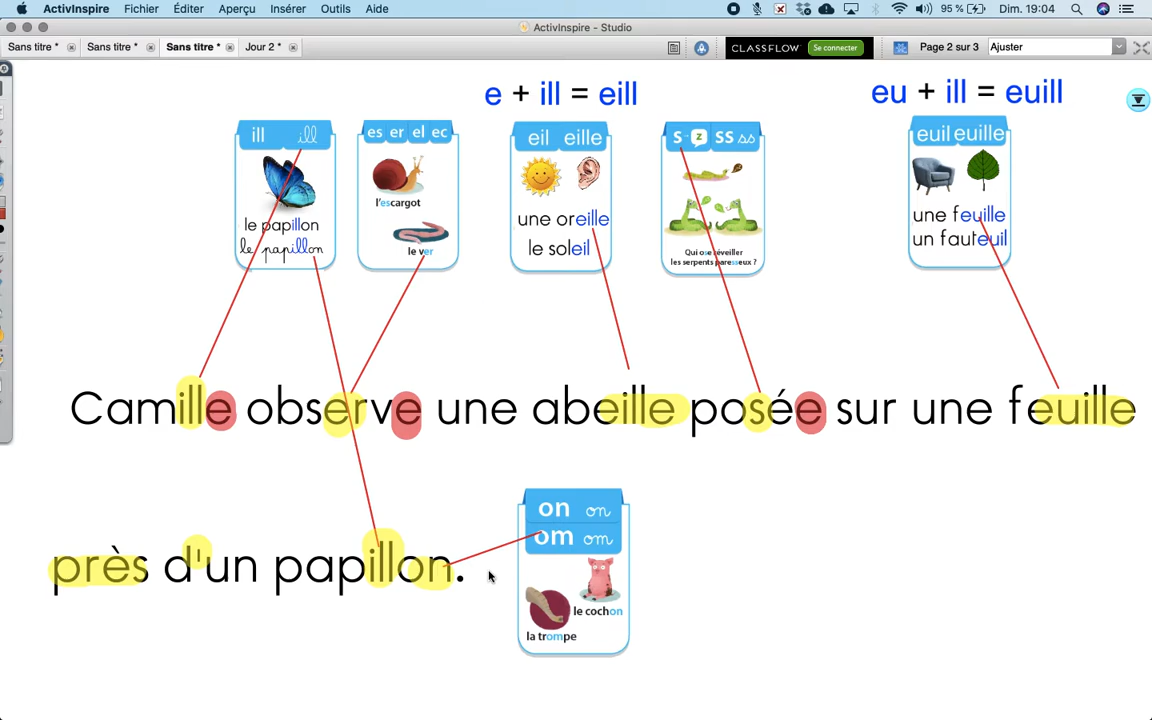 ActivInspire Fichier Éditer Aperçu Insérer Outils Aide 95 % Dim. 19:04
ActivInspire - Studio
Sans titre * Sans titre * Sans titre * Jour 2 * CLASSFLOW Se connecter Page 2 sur 3 Ajuster
e + ill = eill
eu + ill = euill
ill ill
le papillon
le papillon
es er el ec
l'escargot
le ver
eil eille
une oreille
le soleil
s z ss ss
Qui ose réveiller
les serpents paresseux ?
euil euille
une feuille
un fauteuil
Camille observe une abeille posée sur une feuille
près d'un papillon.
on on
om om
le cochon
la trompe